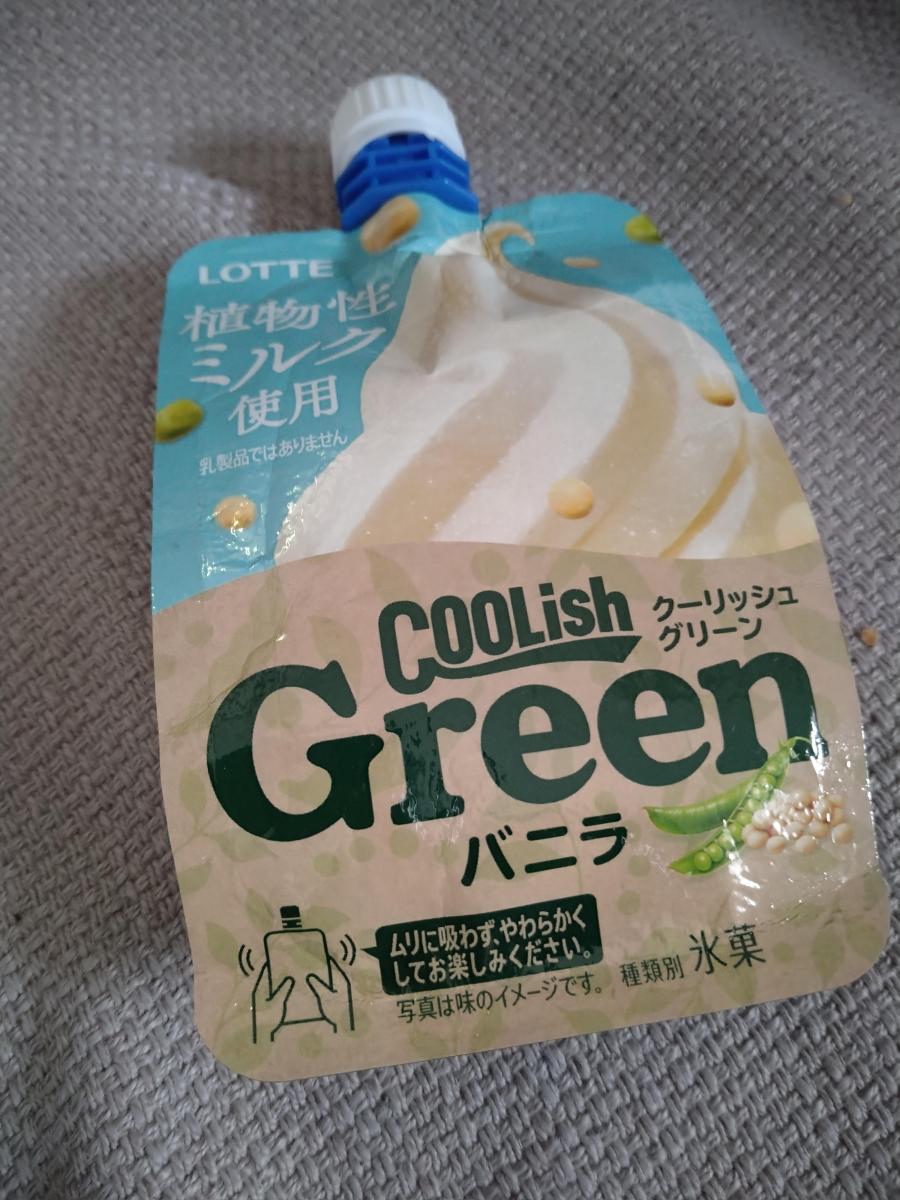 LOTTE
植物性
ミルク
使用
乳製品ではありません
COOLish
クーリッシュ
グリーン
Green
バニラ
ムリに吸わず、やわらかく
してお楽しみください。
写真は味のイメージです。
種類別 氷菓